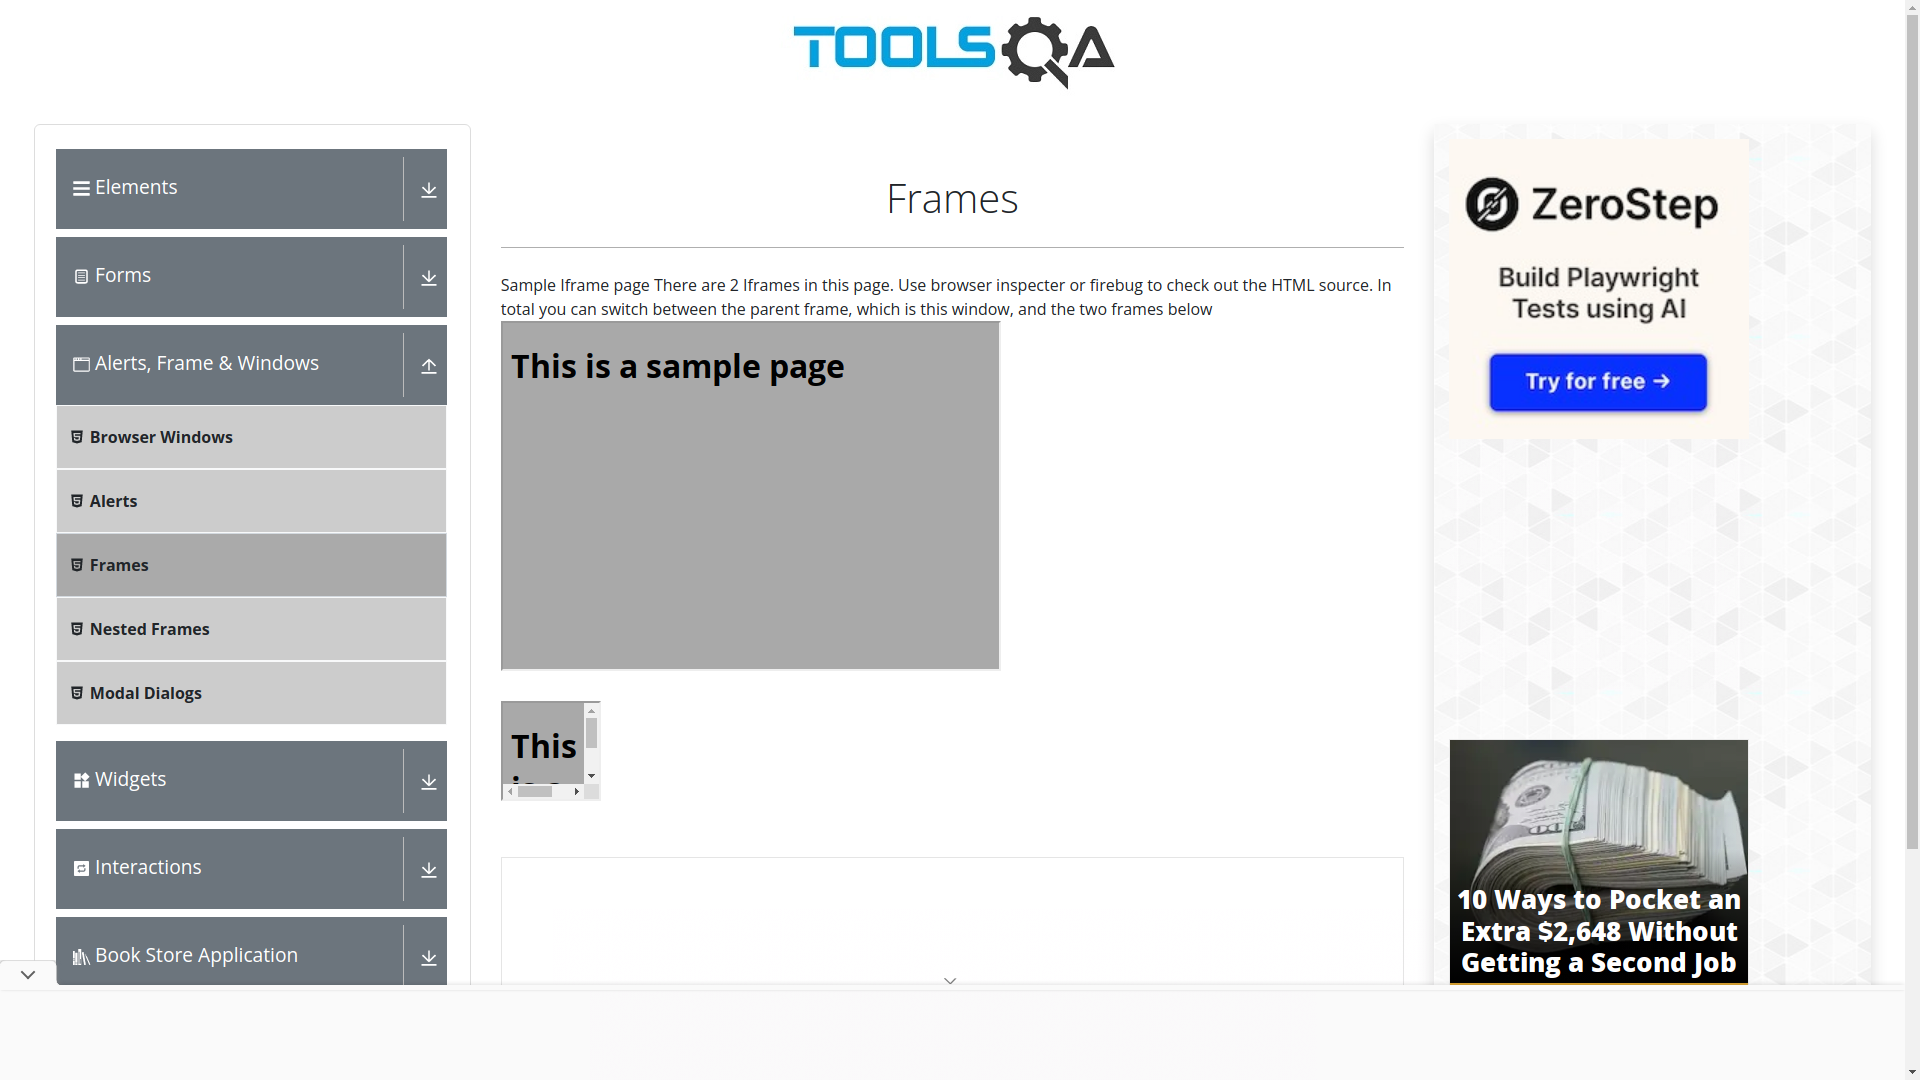 TOOLSQA
Elements
Forms
Alerts, Frame & Windows
Browser Windows
Alerts
Frames
Nested Frames
Modal Dialogs
Widgets
Interactions
Book Store Application
Frames
Sample Iframe page There are 2 Iframes in this page. Use browser inspecter or firebug to check out the HTML source. In
total you can switch between the parent frame, which is this window, and the two frames below
This is a sample page
This
is a
ZeroStep
Build Playwright
Tests using AI
Try for free →
10 Ways to Pocket an
Extra $2,648 Without
Getting a Second Job